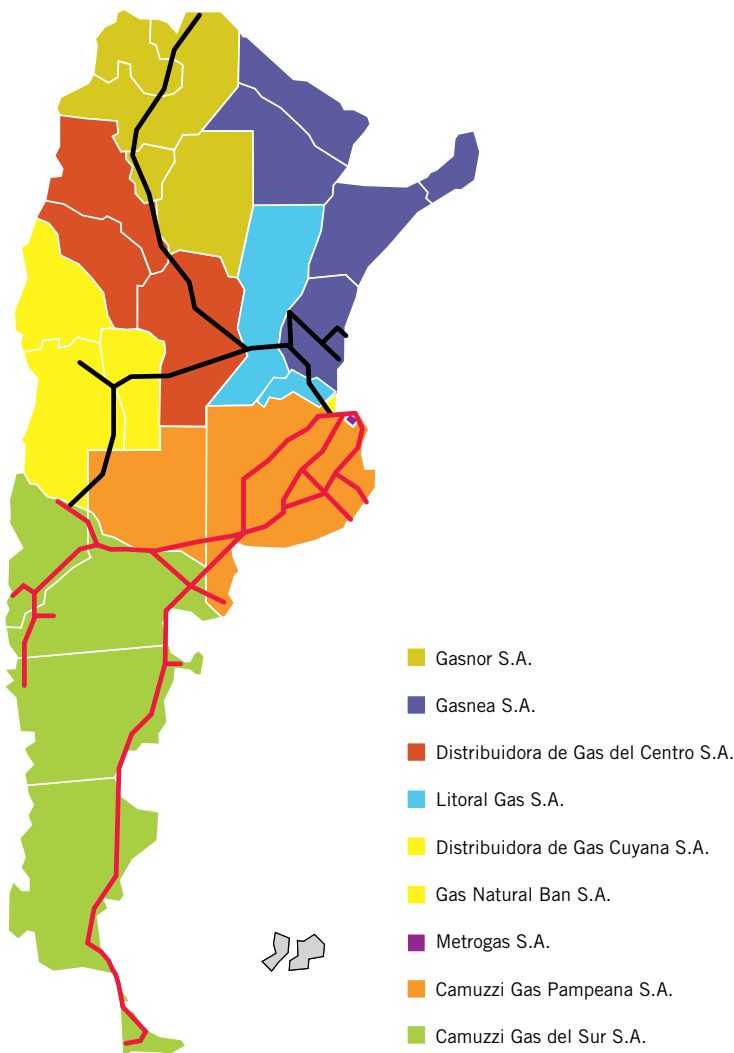 Gasnor S.A.
Gasnea S.A.
Distribuidora de Gas del Centro S.A.
Litoral Gas S.A.
Distribuidora de Gas Cuyana S.A.
Gas Natural Ban S.A.
Metrogas S.A.
Camuzzi Gas Pampeana S.A.
Camuzzi Gas del Sur S.A.